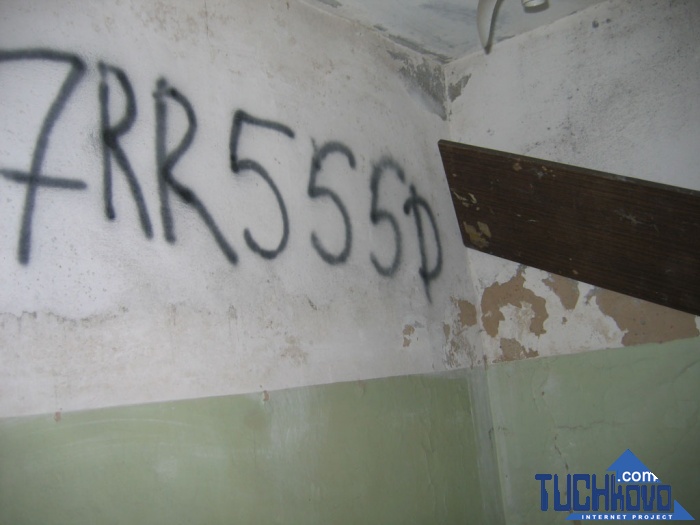 7RR555D
.com
TUCHKOVO
INTERNET PROJECT